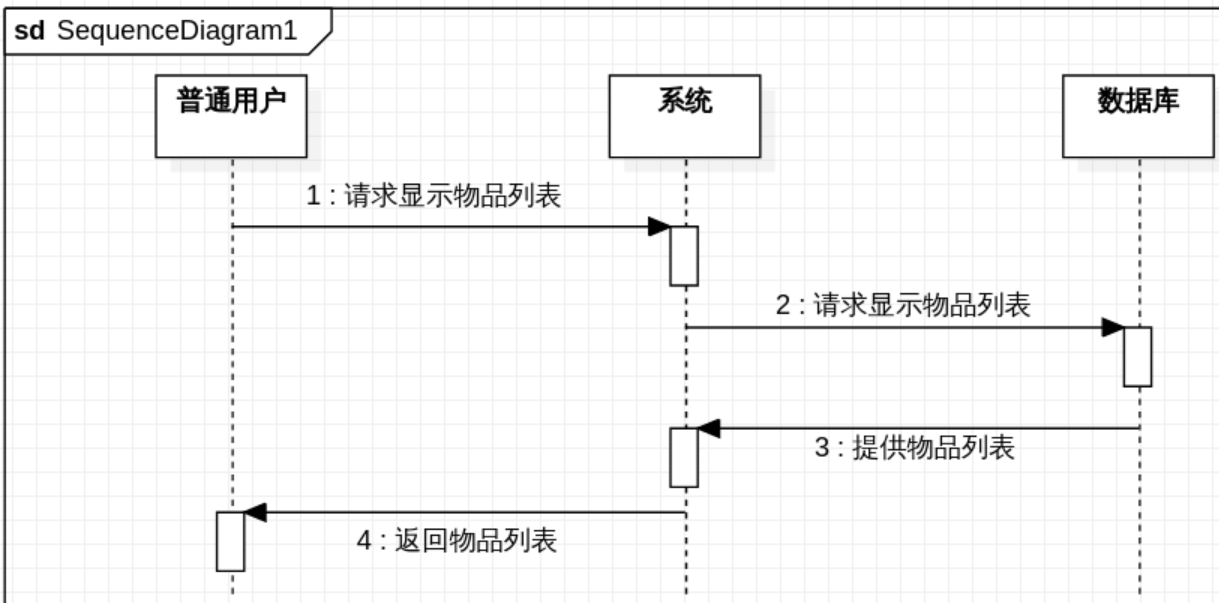 sd SequenceDiagram1
普通用户
系统
数据库
1 : 请求显示物品列表
2 : 请求显示物品列表
3 : 提供物品列表
4 : 返回物品列表